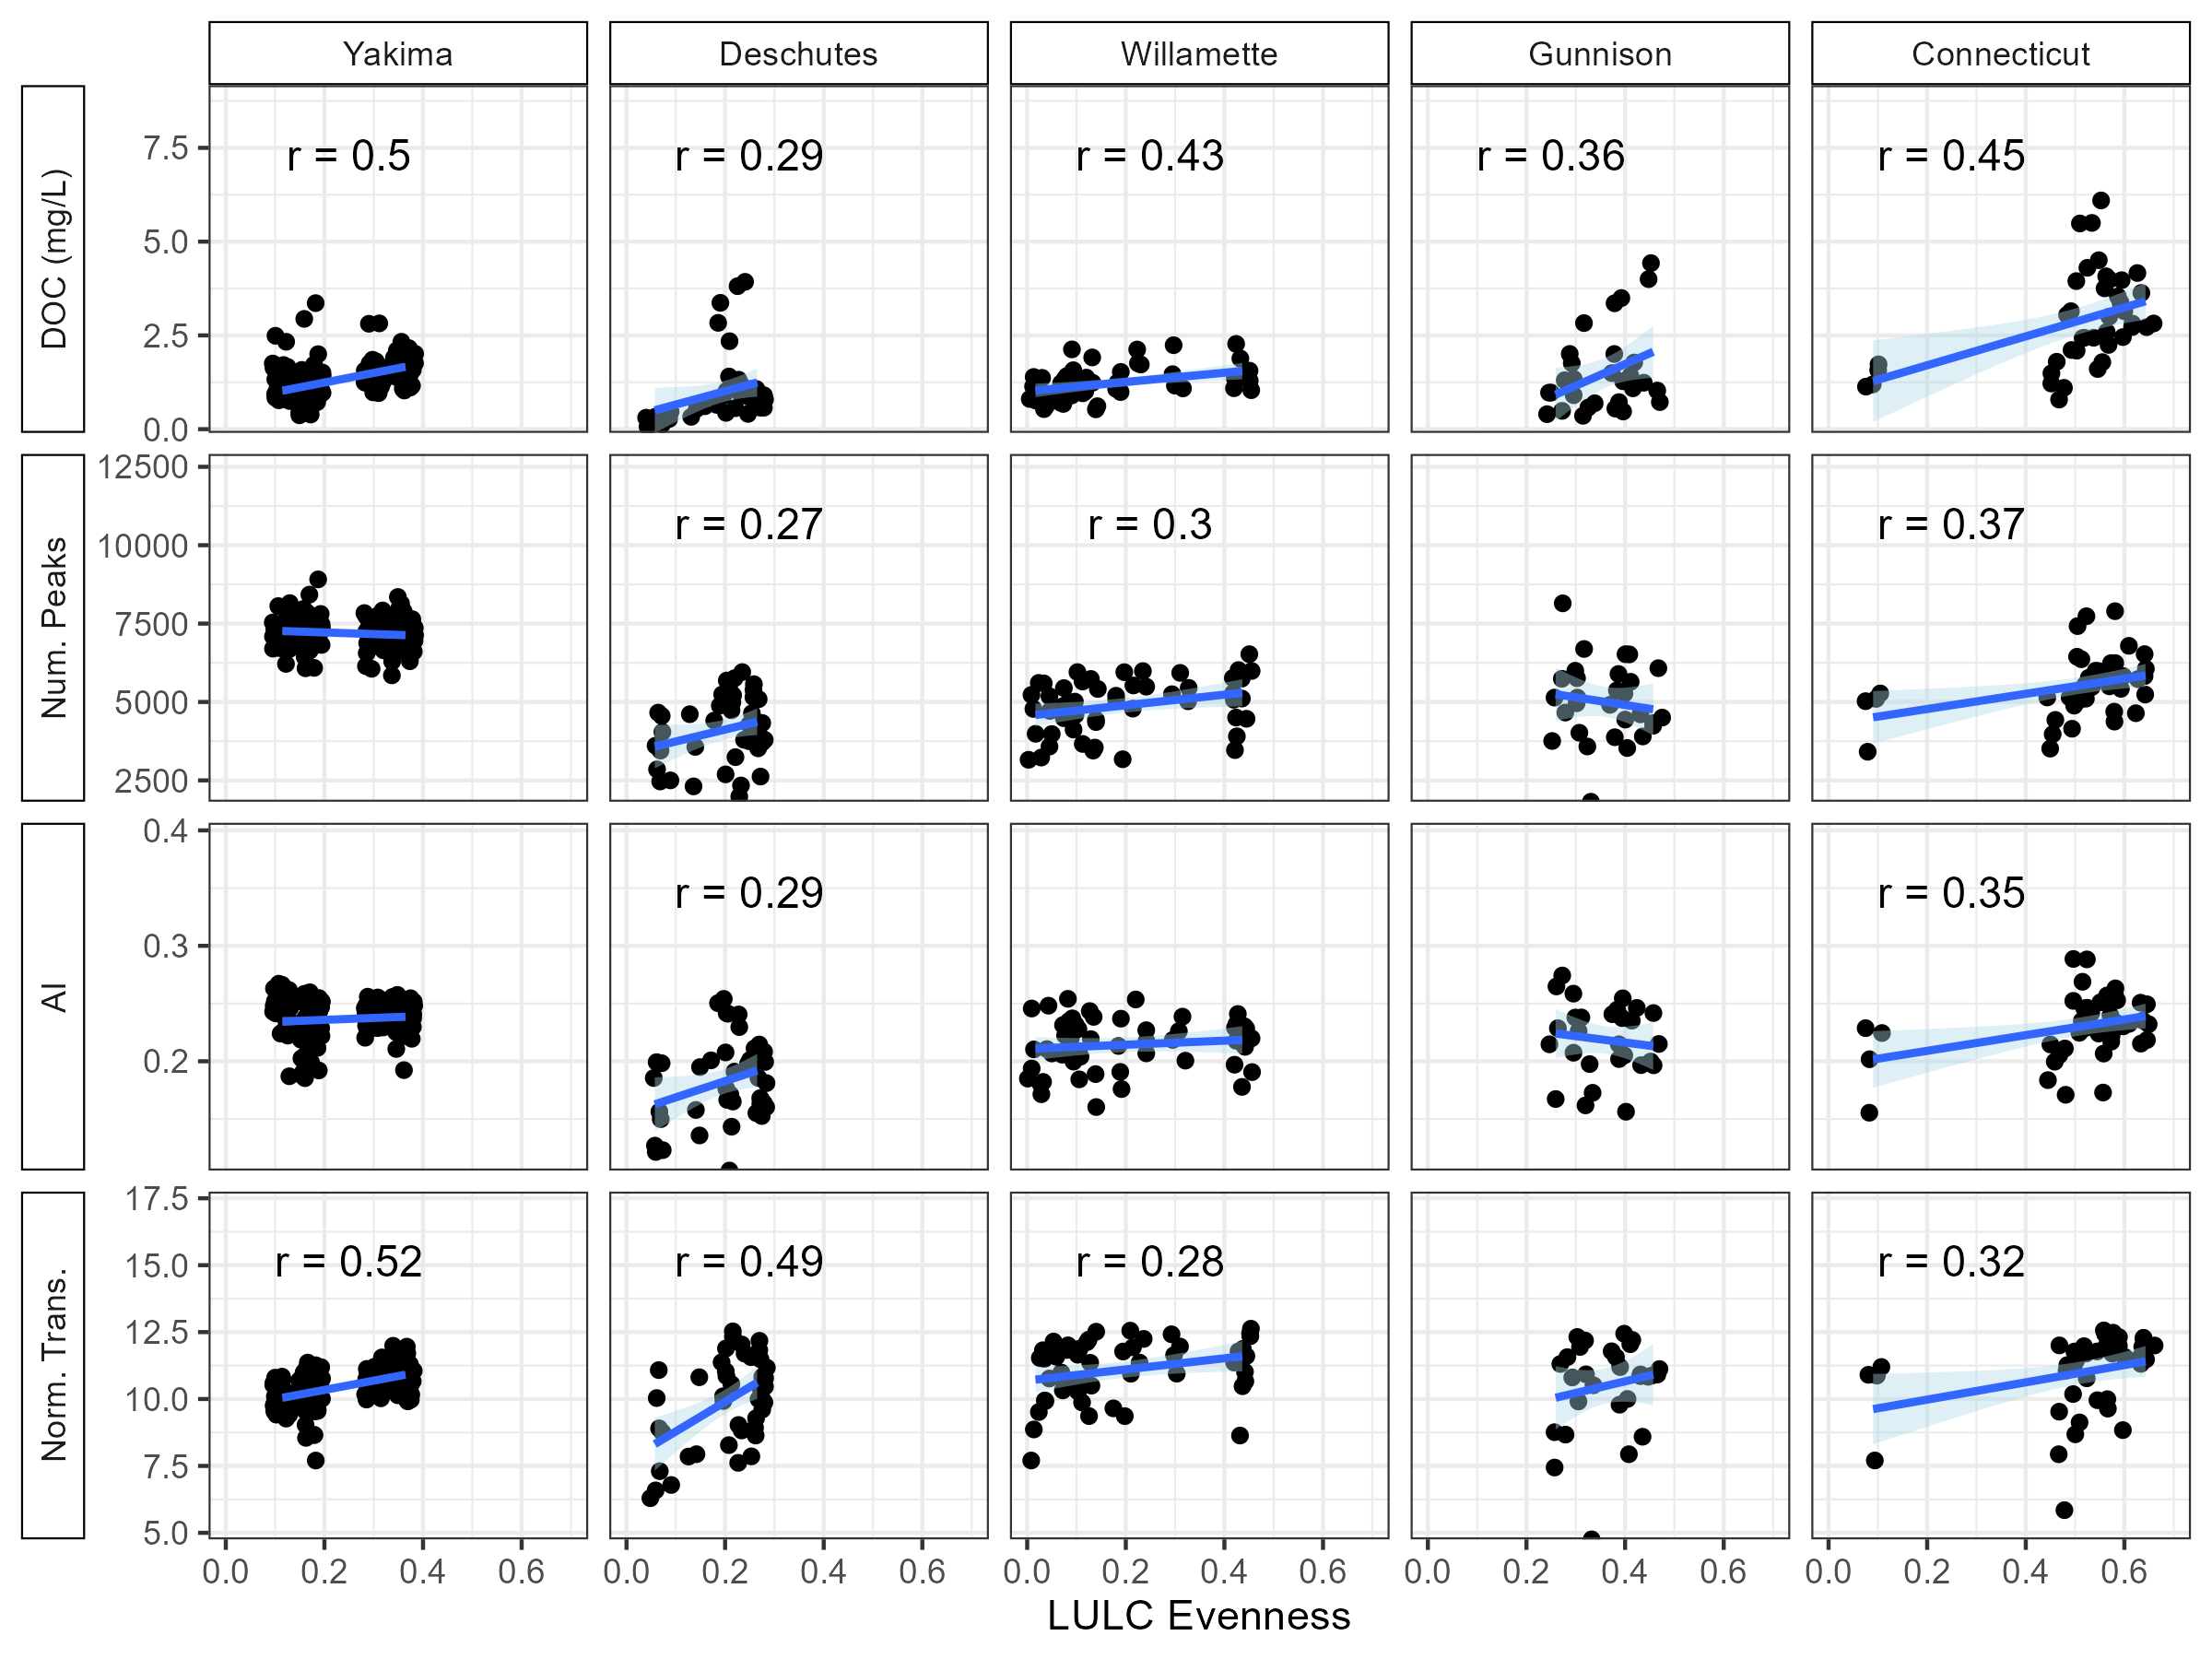 Yakima Deschutes Willamette Gunnison Connecticut
DOC (mg/L)
7.5
5.0
2.5
0.0
r = 0.5 r = 0.29 r = 0.43 r = 0.36 r = 0.45
Num. Peaks
12500
10000
7500
5000
2500
r = 0.27 r = 0.3 r = 0.37
AI
0.4
0.3
0.2
r = 0.29 r = 0.35
Norm. Trans.
17.5
15.0
12.5
10.0
7.5
5.0
r = 0.52 r = 0.49 r = 0.28 r = 0.32
0.0 0.2 0.4 0.6 0.0 0.2 0.4 0.6 0.0 0.2 0.4 0.6 0.0 0.2 0.4 0.6 0.0 0.2 0.4 0.6
LULC Evenness